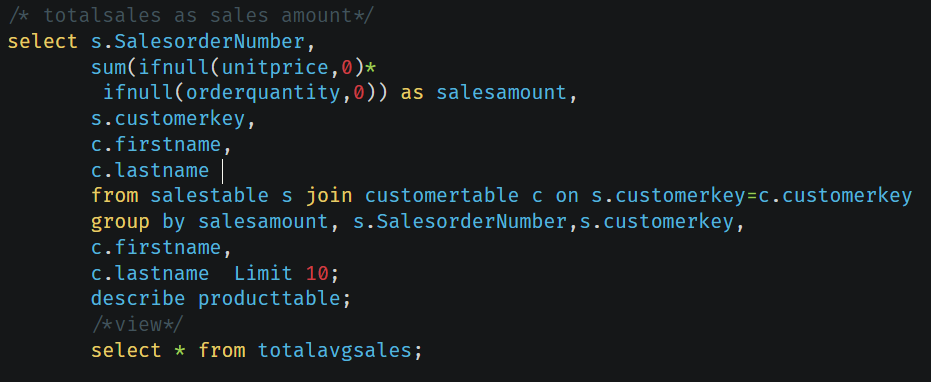 /* totalsales as sales amount*/
select s.SalesorderNumber,
sum(ifnull(unitprice,0)*
ifnull(orderquantity,0)) as salesamount,
s.customerkey,
c.firstname,
c.lastname
from salestable s join customertable c on s.customerkey=c.customerkey
group by salesamount, s.SalesorderNumber,s.customerkey,
c.firstname,
c.lastname  Limit 10;
describe producttable;
/*view*/
select * from totalavgsales;